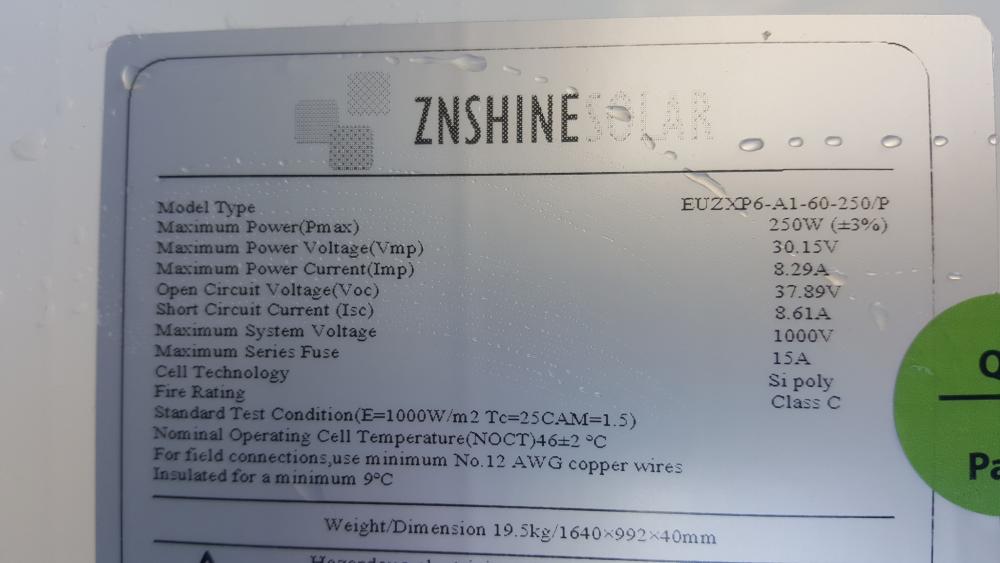 ZNSHINESOLAR
Model Type EUZXP6-A1-60-250/P
Maximum Power(Pmax) 250W (±3%)
Maximum Power Voltage(Vmp) 30.15V
Maximum Power Current(Imp) 8.29A
Open Circuit Voltage(Voc) 37.89V
Short Circuit Current (Isc) 8.61A
Maximum System Voltage 1000V
Maximum Series Fuse 15A
Cell Technology Si poly
Fire Rating Class C
Standard Test Condition(E=1000W/m2 Tc=25CAM=1.5)
Nominal Operating Cell Temperature(NOCT)46±2 °C
For field connections,use minimum No.12 AWG copper wires
Insulated for a minimum 9°C
Weight/Dimension 19.5kg/1640×992×40mm
Q
Pa